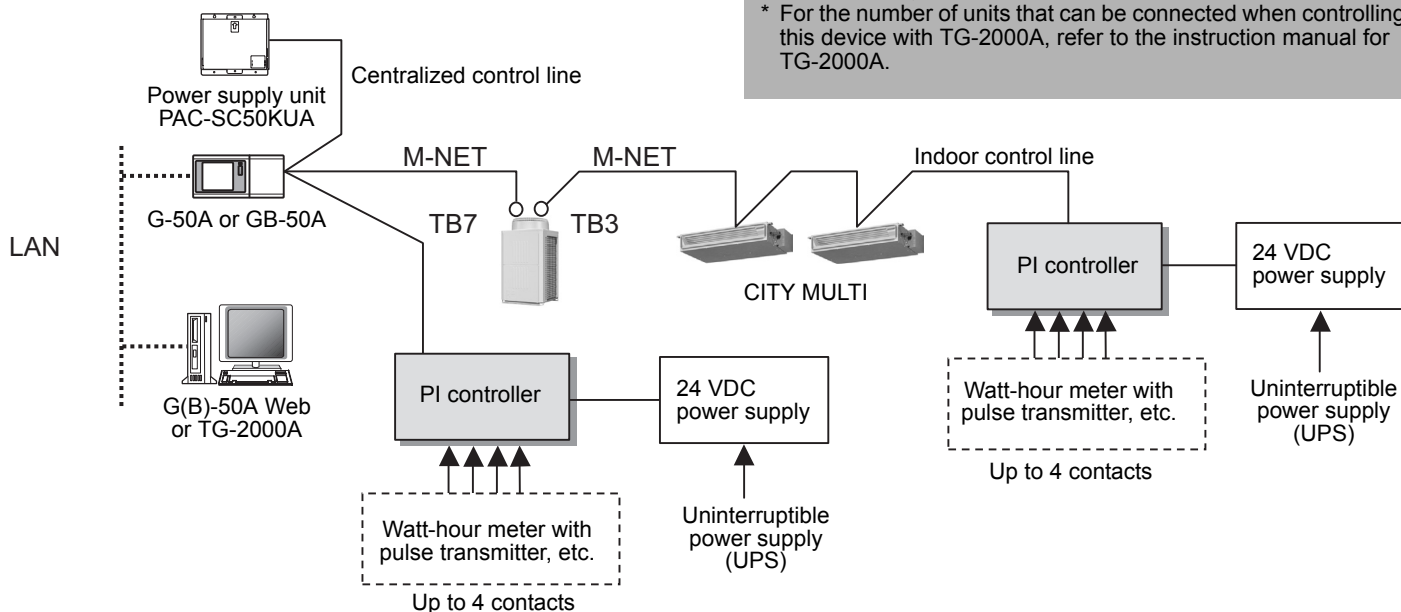 * For the number of units that can be connected when controlling
this device with TG-2000A, refer to the instruction manual for
TG-2000A.
Power supply unit
PAC-SC50KUA
Centralized control line
M-NET
M-NET
Indoor control line
G-50A or GB-50A
TB7
TB3
LAN
CITY MULTI
PI controller
24 VDC
power supply
G(B)-50A Web
or TG-2000A
PI controller
24 VDC
power supply
Watt-hour meter with
pulse transmitter, etc.
Uninterruptible
power supply
(UPS)
Up to 4 contacts
Watt-hour meter with
pulse transmitter, etc.
Uninterruptible
power supply
(UPS)
Up to 4 contacts